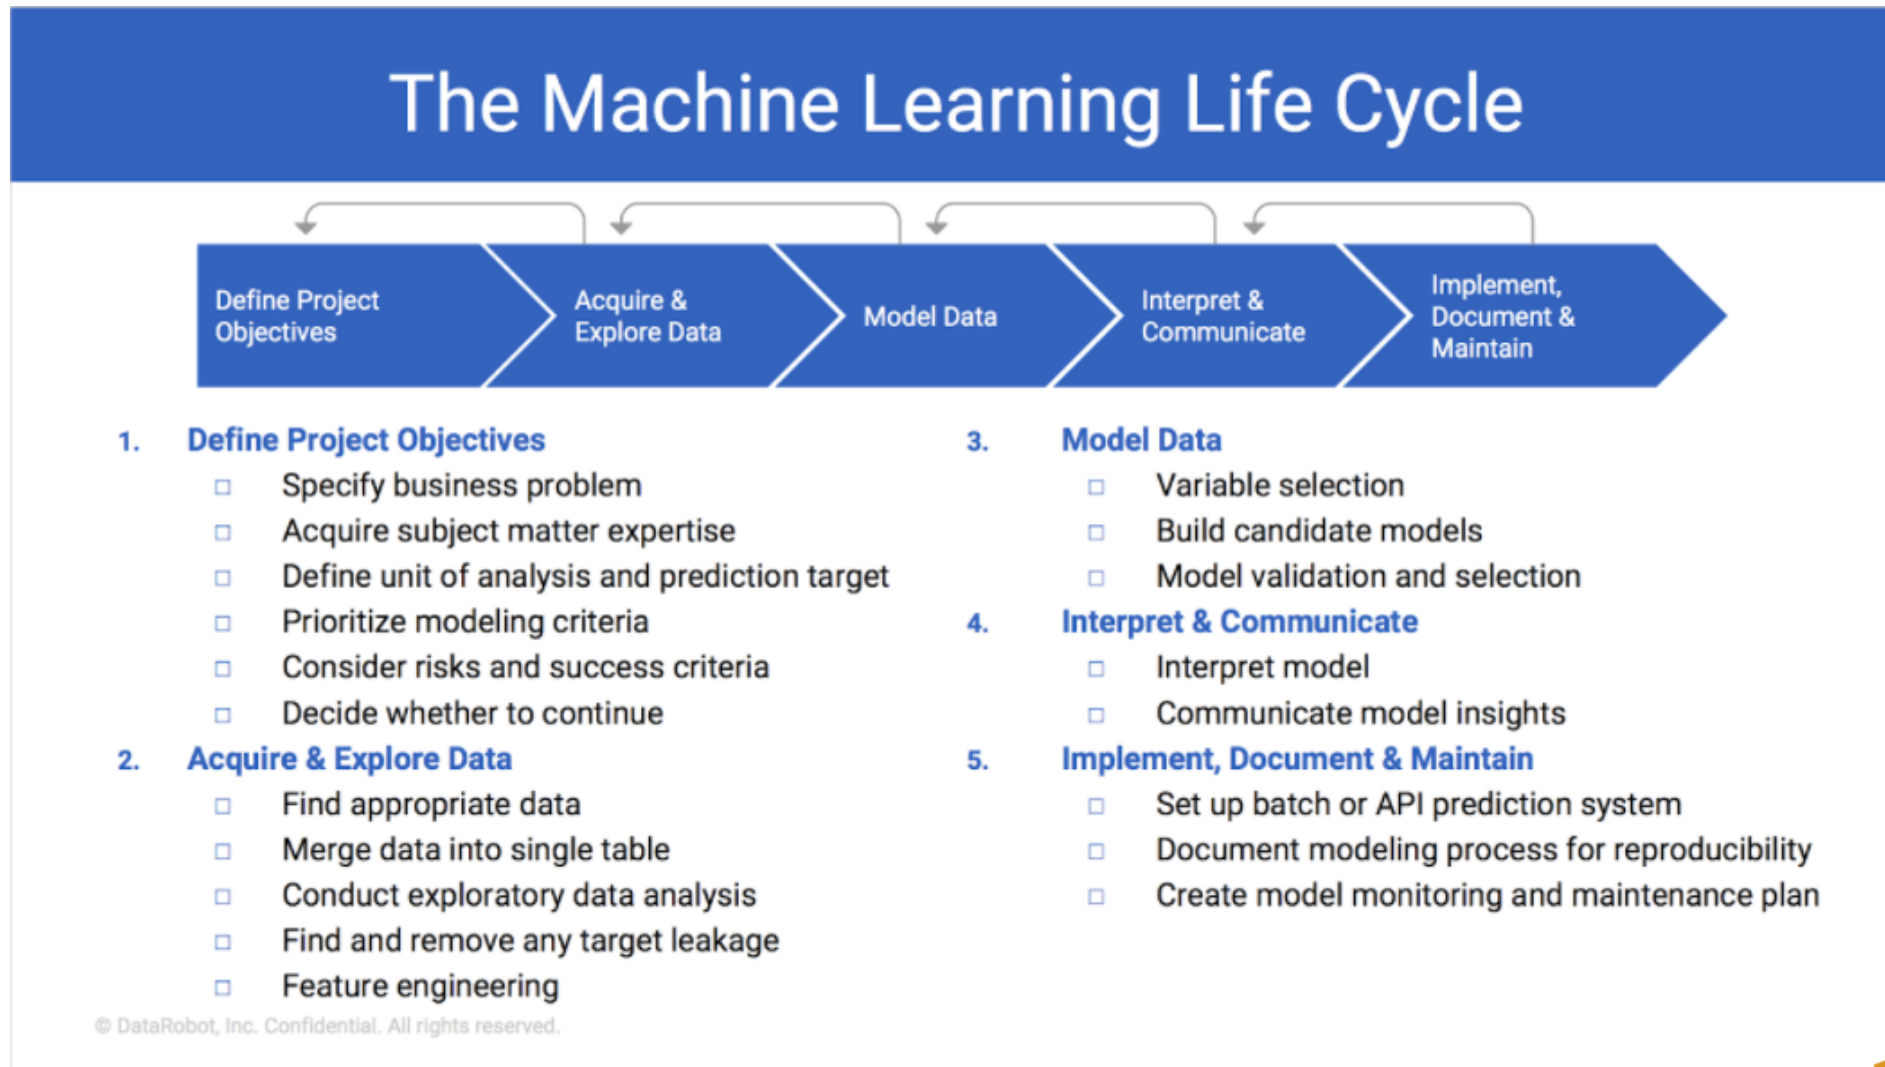 The Machine Learning Life Cycle
Define Project
Objectives
Acquire &
Explore Data
Model Data
Interpret &
Communicate
Implement,
Document &
Maintain
1. Define Project Objectives
Specify business problem
Acquire subject matter expertise
Define unit of analysis and prediction target
Prioritize modeling criteria
Consider risks and success criteria
Decide whether to continue
2. Acquire & Explore Data
Find appropriate data
Merge data into single table
Conduct exploratory data analysis
Find and remove any target leakage
Feature engineering
3. Model Data
Variable selection
Build candidate models
Model validation and selection
4. Interpret & Communicate
Interpret model
Communicate model insights
5. Implement, Document & Maintain
Set up batch or API prediction system
Document modeling process for reproducibility
Create model monitoring and maintenance plan
© DataRobot, Inc. Confidential. All rights reserved.